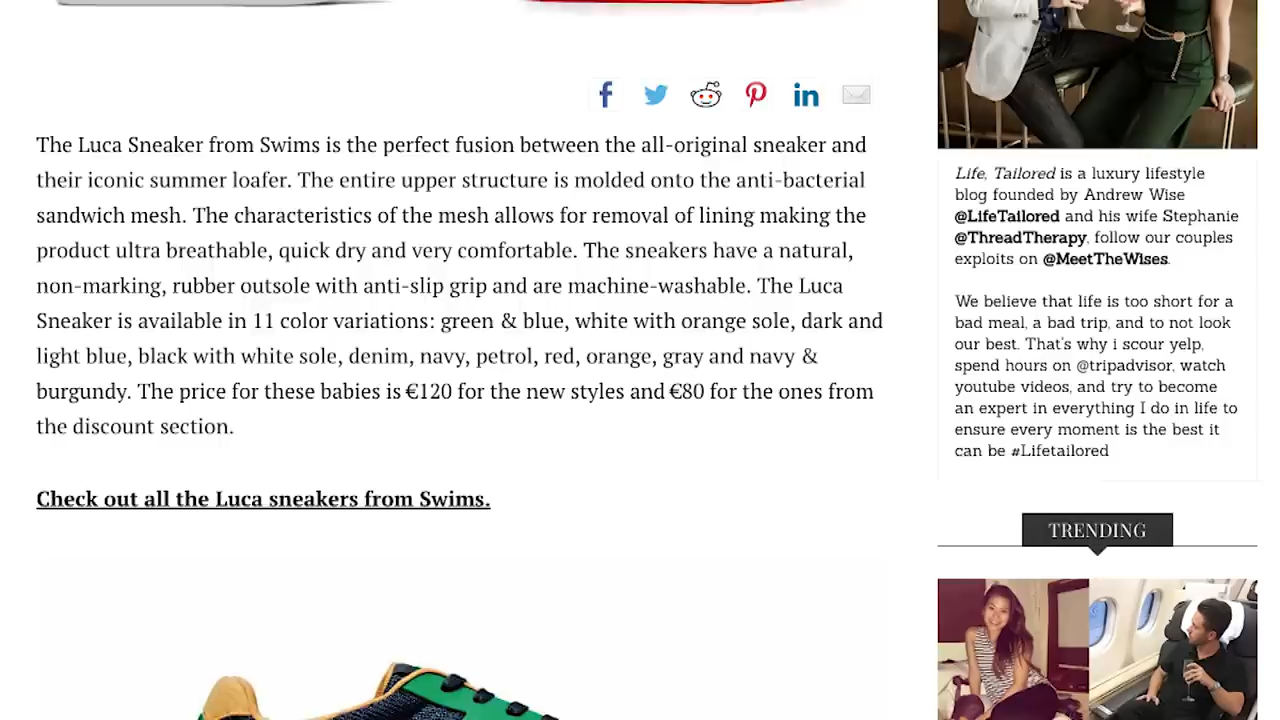 The Luca Sneaker from Swims is the perfect fusion between the all-original sneaker and
their iconic summer loafer. The entire upper structure is molded onto the anti-bacterial
sandwich mesh. The characteristics of the mesh allows for removal of lining making the
product ultra breathable, quick dry and very comfortable. The sneakers have a natural,
non-marking, rubber outsole with anti-slip grip and are machine-washable. The Luca
Sneaker is available in 11 color variations: green & blue, white with orange sole, dark and
light blue, black with white sole, denim, navy, petrol, red, orange, gray and navy &
burgundy. The price for these babies is €120 for the new styles and €80 for the ones from
the discount section.
Check out all the Luca sneakers from Swims.
Life, Tailored is a luxury lifestyle
blog founded by Andrew Wise
@LifeTailored and his wife Stephanie
@ThreadTherapy, follow our couples
exploits on @MeetTheWises.
We believe that life is too short for a
bad meal, a bad trip, and to not look
our best. That's why i scour yelp,
spend hours on @tripadvisor, watch
youtube videos, and try to become
an expert in everything I do in life to
ensure every moment is the best it
can be #Lifetailored
TRENDING